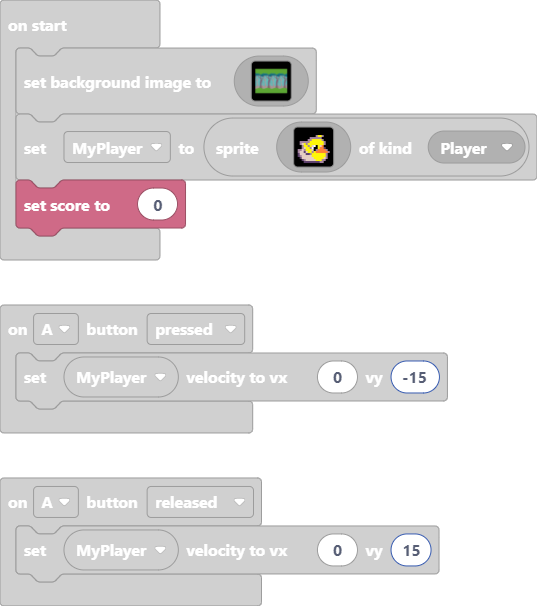 on start
set background image to
set MyPlayer to sprite of kind Player
set score to 0
on A button pressed
set MyPlayer velocity to vx 0 vy -15
on A button released
set MyPlayer velocity to vx 0 vy 15